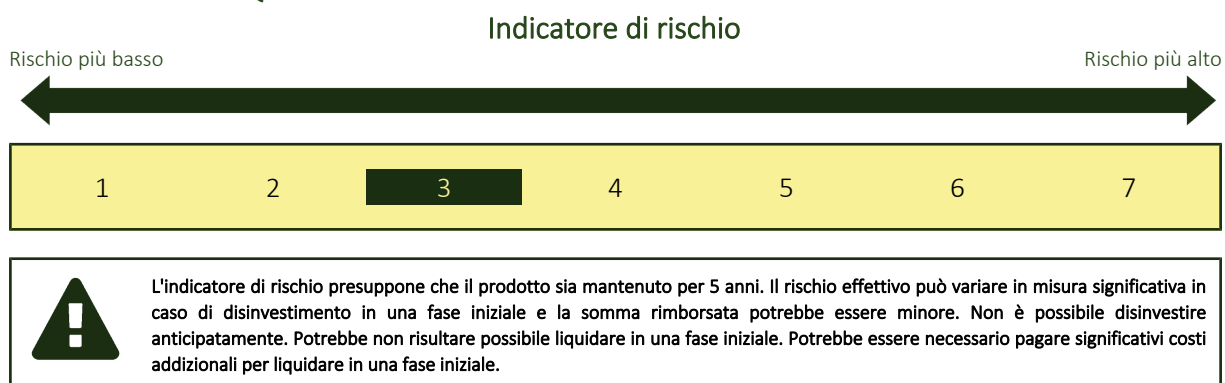 Indicatore di rischio
Rischio più basso
Rischio più alto
1 2 3 4 5 6 7
L'indicatore di rischio presuppone che il prodotto sia mantenuto per 5 anni. Il rischio effettivo può variare in misura significativa in
caso di disinvestimento in una fase iniziale e la somma rimborsata potrebbe essere minore. Non è possibile disinvestire
anticipatamente. Potrebbe non risultare possibile liquidare in una fase iniziale. Potrebbe essere necessario pagare significativi costi
addizionali per liquidare in una fase iniziale.